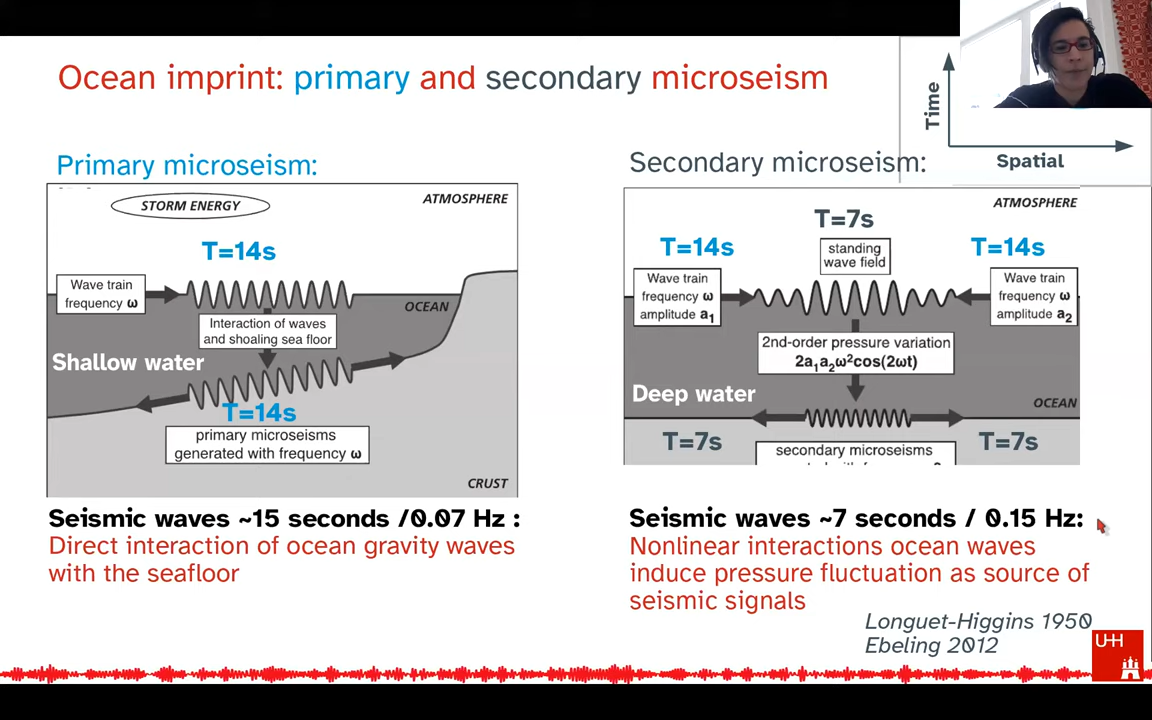 Ocean imprint: primary and secondary microseism
Time
Spatial
Primary microseism:
STORM ENERGY
ATMOSPHERE
T=14s
Wave train
frequency ω
OCEAN
Interaction of waves
and shoaling sea floor
Shallow water
T=14s
primary microseisms
generated with frequency ω
CRUST
Seismic waves ~15 seconds /0.07 Hz :
Direct interaction of ocean gravity waves
with the seafloor
Secondary microseism:
ATMOSPHERE
T=7s
T=14s
T=14s
standing
wave field
Wave train
frequency ω
amplitude a₁
Wave train
frequency ω
amplitude a₂
2nd-order pressure variation
2a₁a₂ω²cos(2ωt)
Deep water
OCEAN
T=7s
T=7s
secondary microseisms
Seismic waves ~7 seconds / 0.15 Hz:
Nonlinear interactions ocean waves
induce pressure fluctuation as source of
seismic signals
Longuet-Higgins 1950
Ebeling 2012
UHH